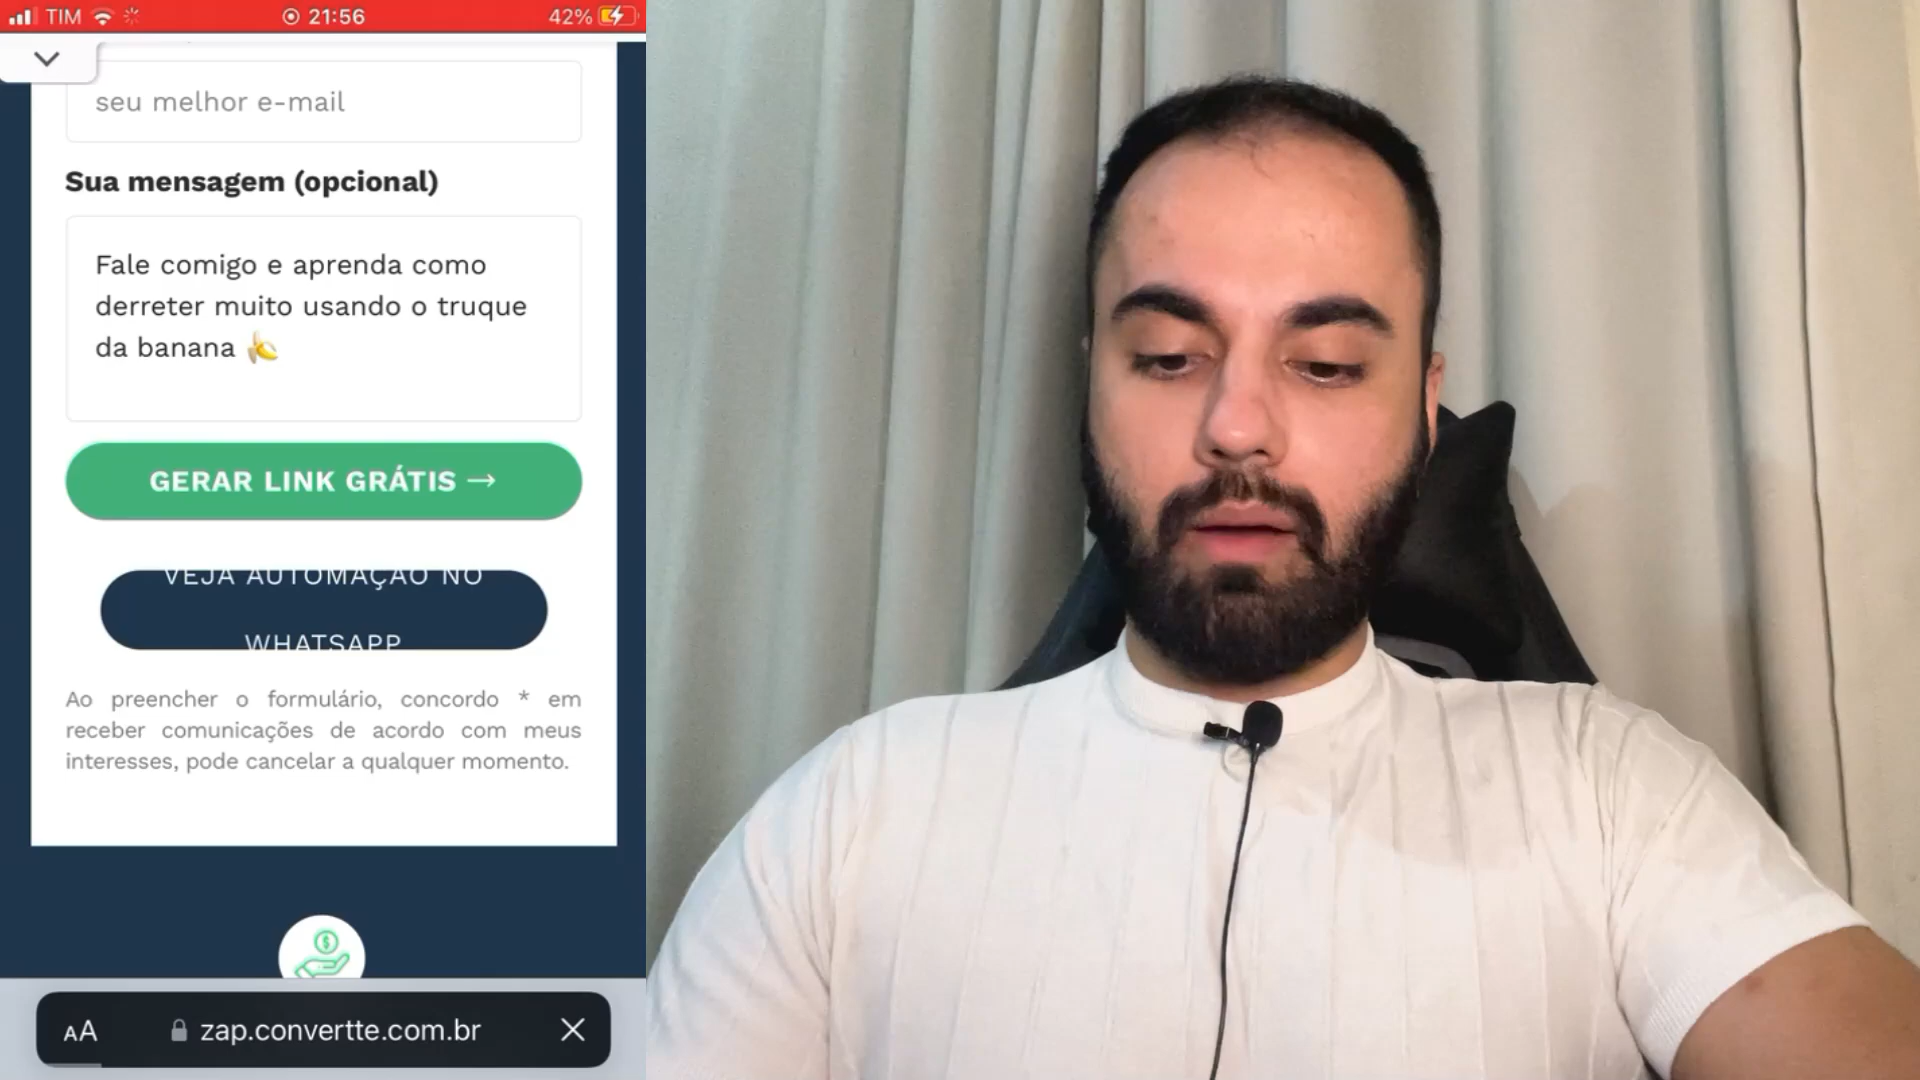 TIM 21:56 42%
seu melhor e-mail
Sua mensagem (opcional)
Fale comigo e aprenda como
derreter muito usando o truque
da banana 🍌
GERAR LINK GRÁTIS →
VEJA AUTOMAÇÃO NO
WHATSAPP
Ao preencher o formulário, concordo * em
receber comunicações de acordo com meus
interesses, pode cancelar a qualquer momento.
$
AA zap.convertte.com.br